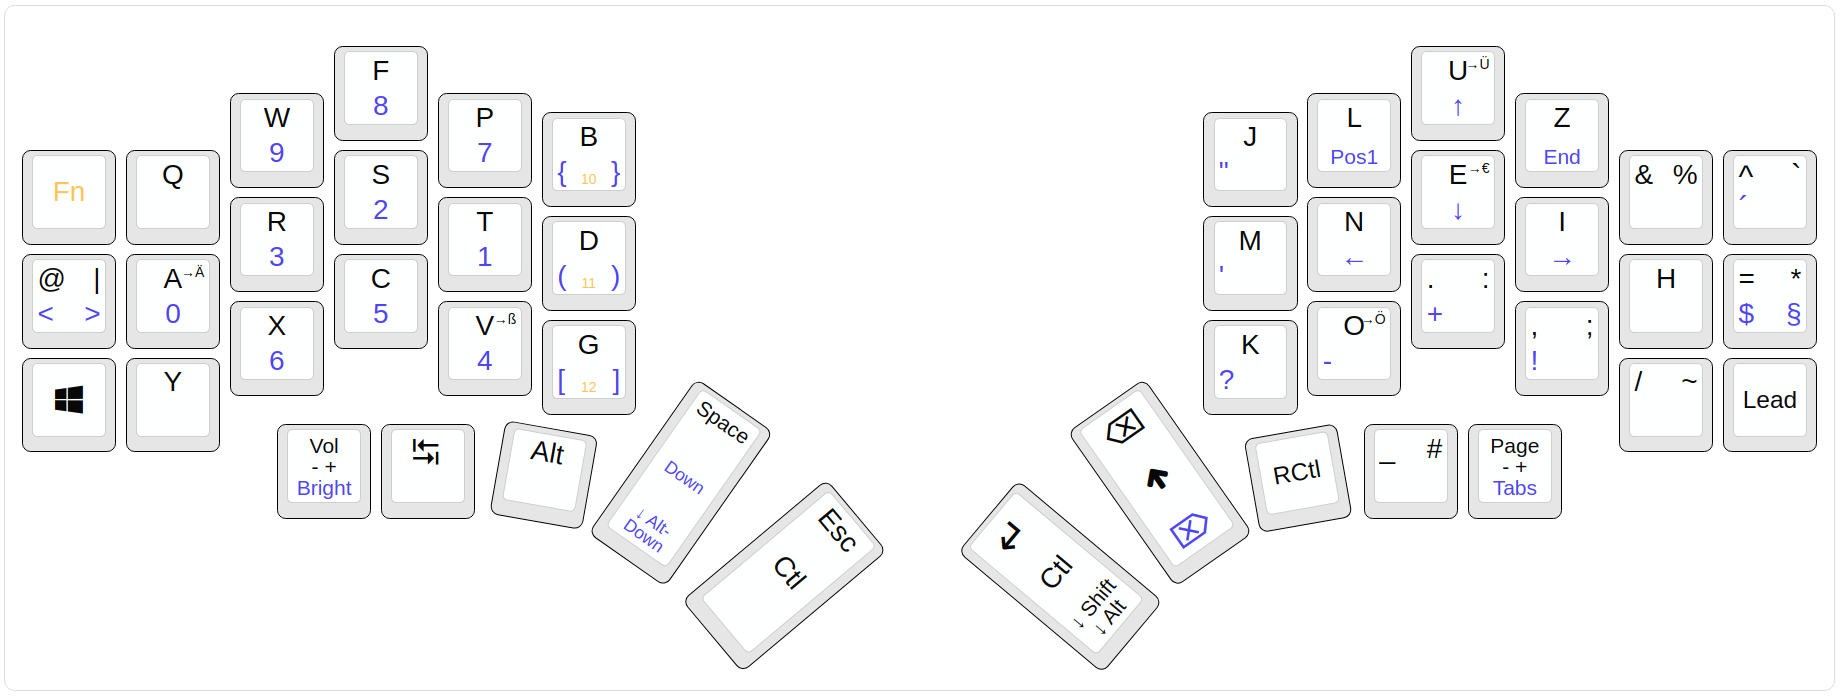 Fn
Q
W
9
F
8
P
7
B
{ 10 }
@ |
< >
A→Ä
0
R
3
S
2
T
1
D
( 11 )
Y
X
6
C
5
V→ß
4
G
[ 12 ]
Vol
- +
Bright
Alt
Space
Down
↓ Alt-
Down
Esc
Ctl
J
"
L
Pos1
U→Ü
↑
Z
End
& %
^ `
´
M
'
N
←
E→€
↓
I
→
H
= *
$ §
K
?
O→Ö
-
. :
+
, ;
!
/ ~
Lead
Ctl
→ Shift
→ Alt
RCtl
_ #
Page
- +
Tabs